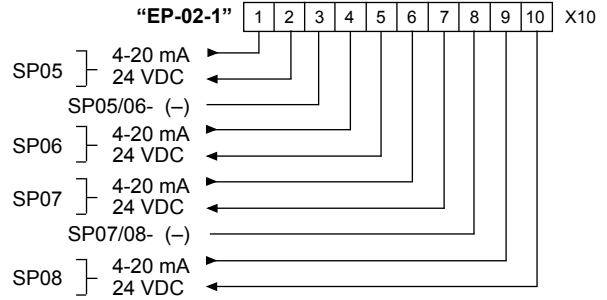 “EP-02-1” 1 2 3 4 5 6 7 8 9 10 X10
4-20 mA
SP05
24 VDC
SP05/06- (–)
4-20 mA
SP06
24 VDC
4-20 mA
SP07
24 VDC
SP07/08- (–)
4-20 mA
SP08
24 VDC